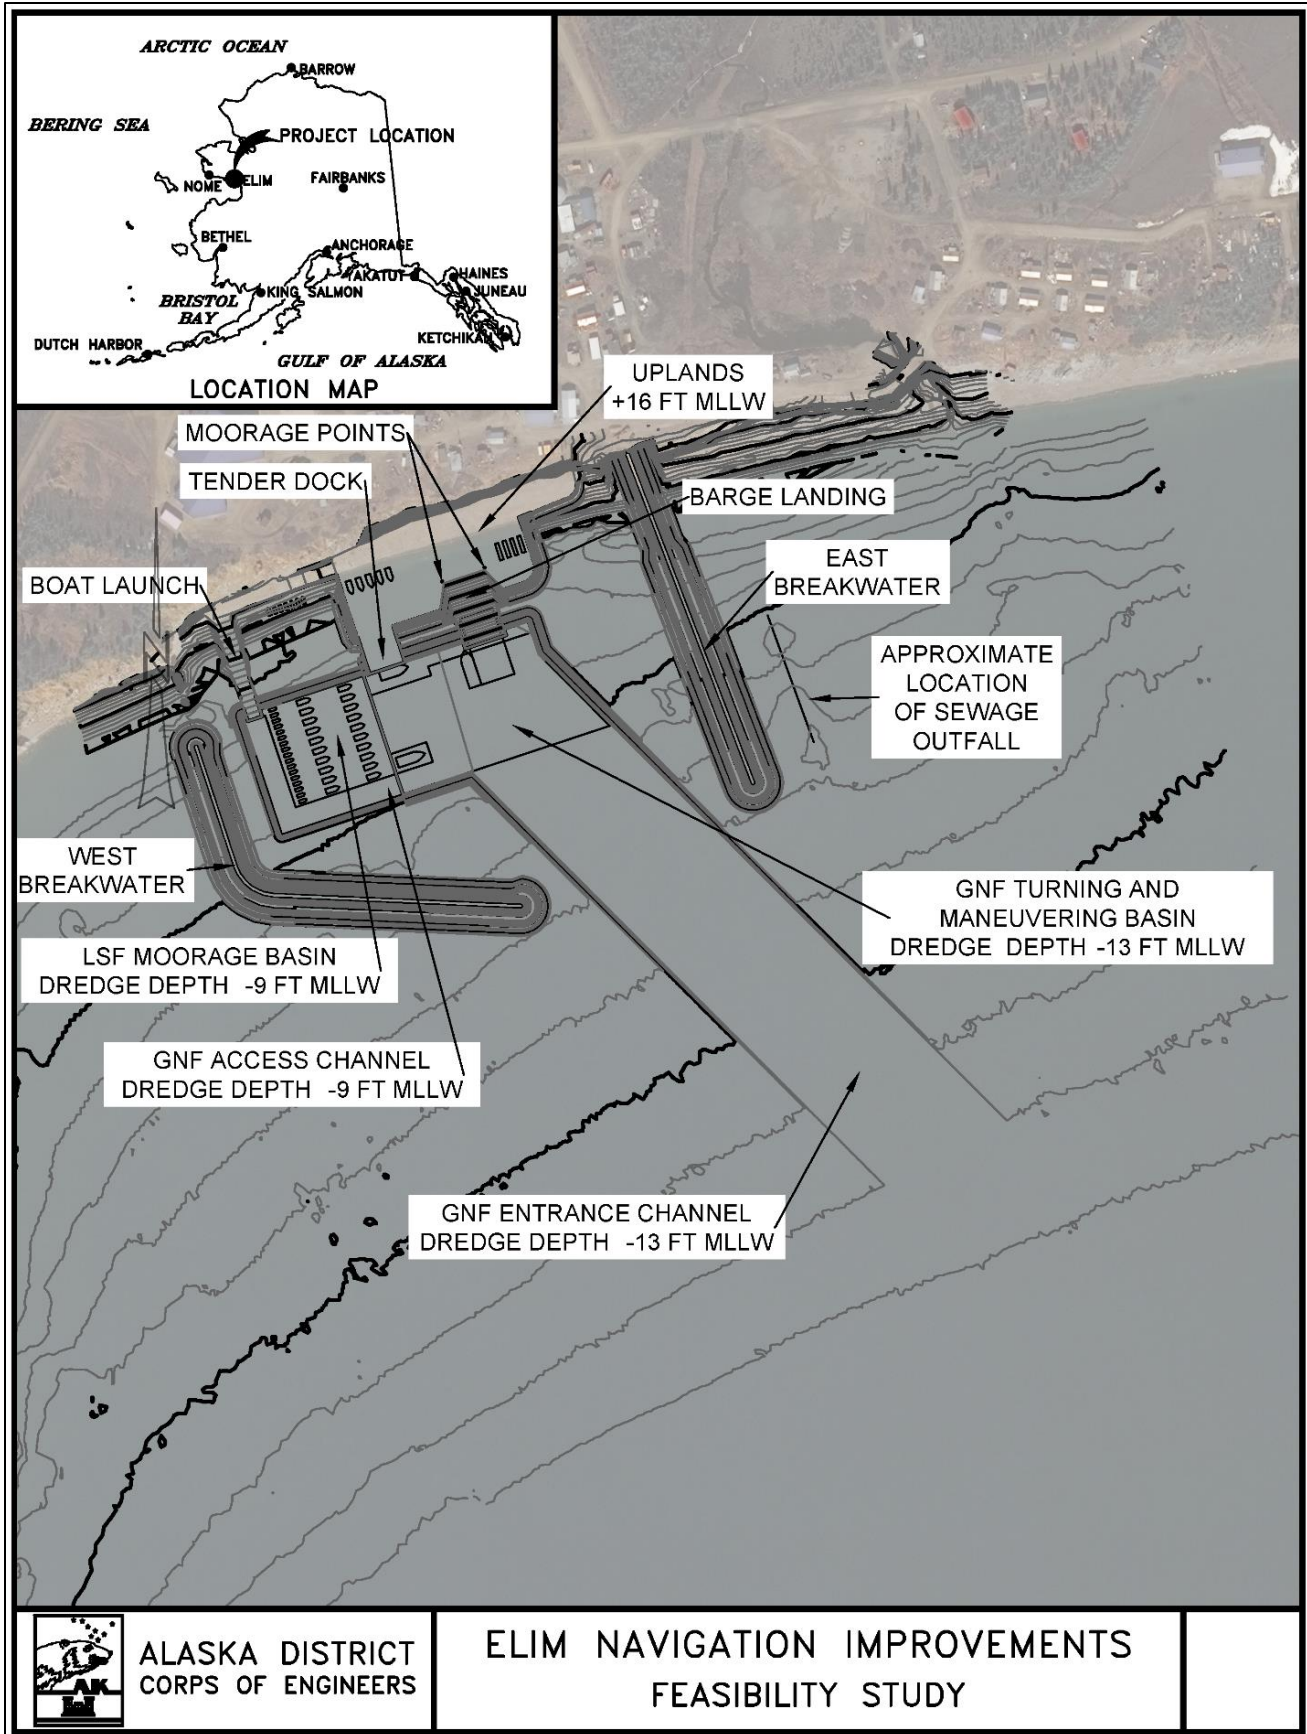 ARCTIC OCEAN
BARROW
BERING SEA
PROJECT LOCATION
NOME
ELIM
FAIRBANKS
BETHEL
ANCHORAGE
YAKATUT
HAINES
JUNEAU
BRISTOL
BAY
KING SALMON
KETCHIKAN
DUTCH HARBOR
GULF OF ALASKA
LOCATION MAP
UPLANDS
+16 FT MLLW
MOORAGE POINTS
TENDER DOCK
BARGE LANDING
BOAT LAUNCH
EAST
BREAKWATER
APPROXIMATE
LOCATION
OF SEWAGE
OUTFALL
WEST
BREAKWATER
GNF TURNING AND
MANEUVERING BASIN
DREDGE DEPTH -13 FT MLLW
LSF MOORAGE BASIN
DREDGE DEPTH -9 FT MLLW
GNF ACCESS CHANNEL
DREDGE DEPTH -9 FT MLLW
GNF ENTRANCE CHANNEL
DREDGE DEPTH -13 FT MLLW
AK
ALASKA DISTRICT
CORPS OF ENGINEERS
ELIM NAVIGATION IMPROVEMENTS
FEASIBILITY STUDY